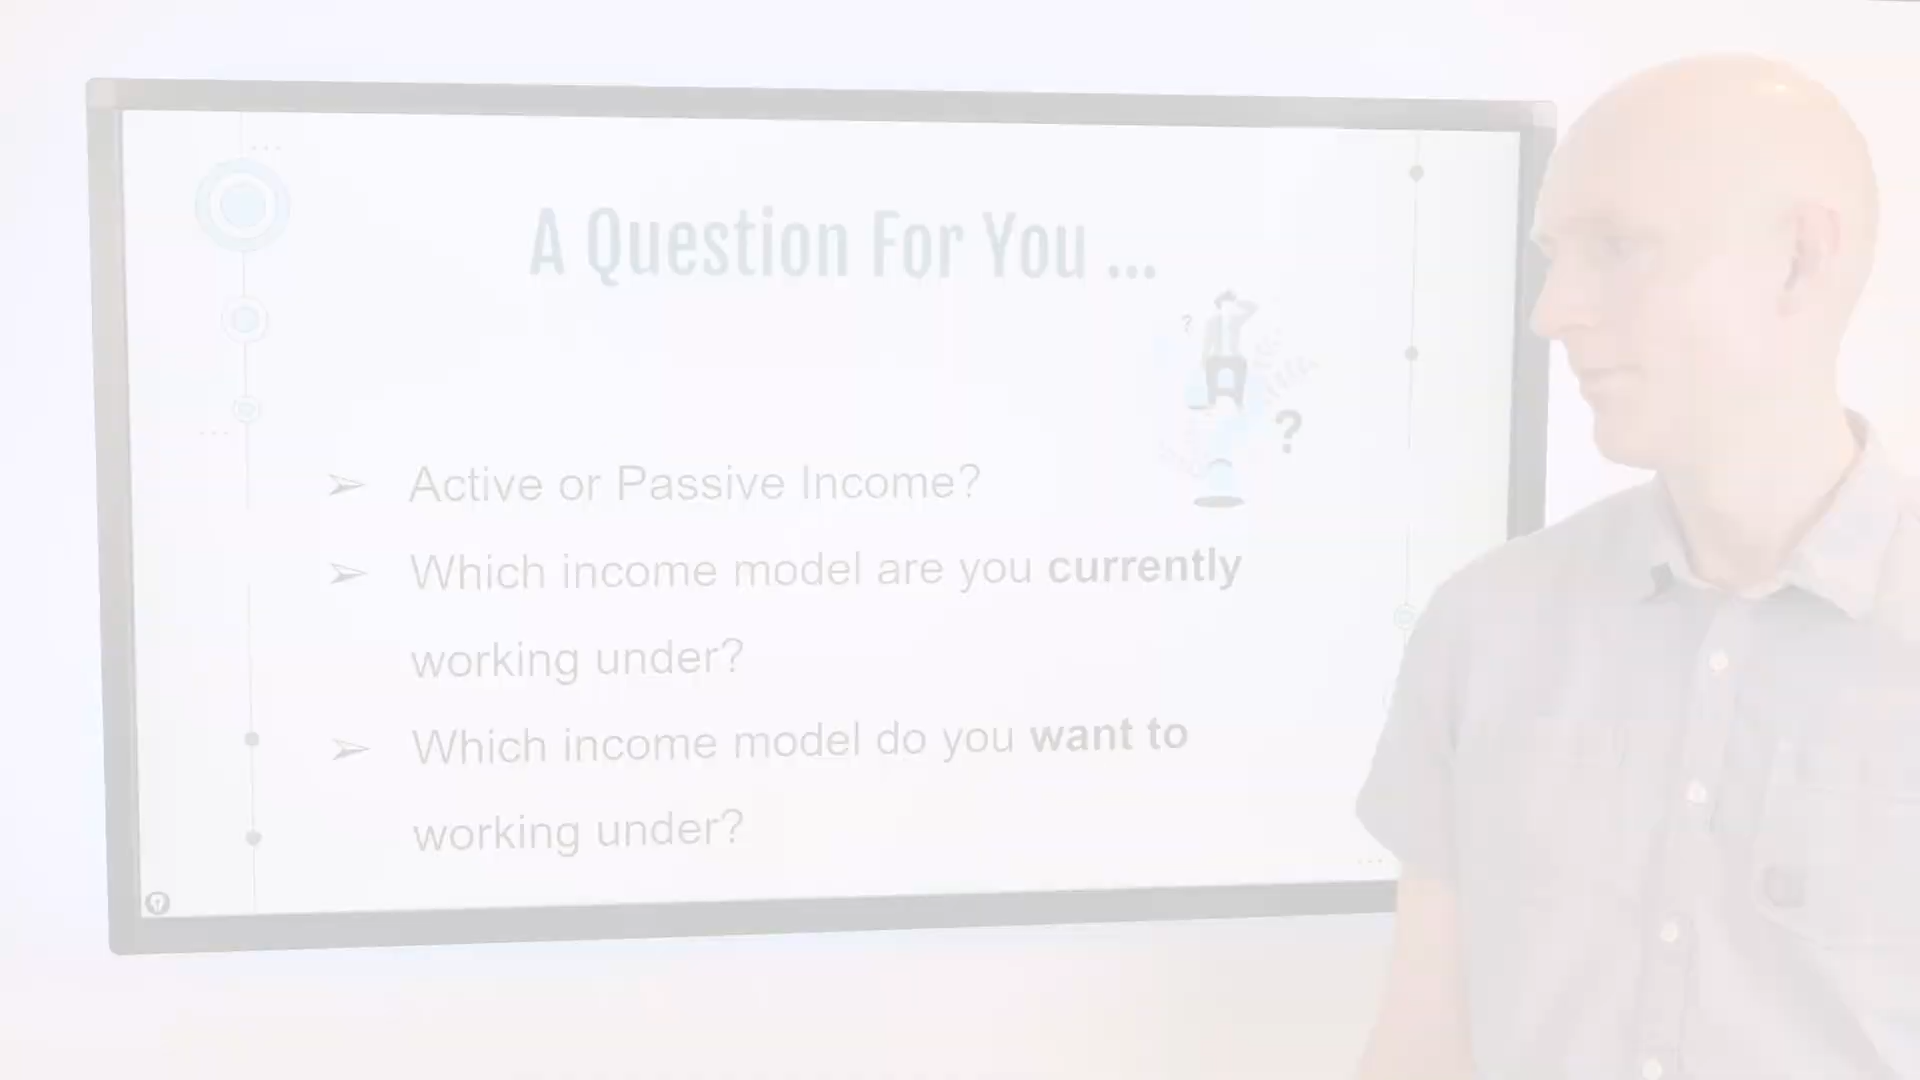 A Question For You ...
➢ Active or Passive Income?
➢ Which income model are you currently
working under?
➢ Which income model do you want to
working under?